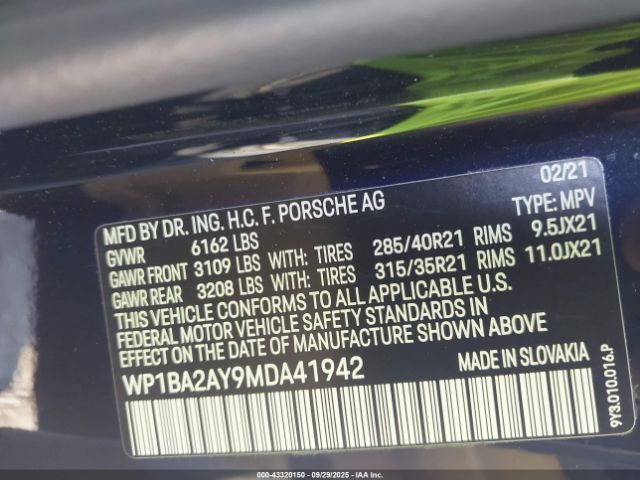 02/21
MFD BY DR. ING. H.C. F. PORSCHE AG TYPE: MPV
GVWR 6162 LBS
GAWR FRONT 3109 LBS WITH: TIRES 285/40R21 RIMS 9.5JX21
GAWR REAR 3208 LBS WITH: TIRES 315/35R21 RIMS 11.0JX21
THIS VEHICLE CONFORMS TO ALL APPLICABLE U.S.
FEDERAL MOTOR VEHICLE SAFETY STANDARDS IN
EFFECT ON THE DATE OF MANUFACTURE SHOWN ABOVE
WP1BA2AY9MDA41942 MADE IN SLOVAKIA
9Y3.010.016.P
000-43320150 - 09/29/2025 - IAAI.COM